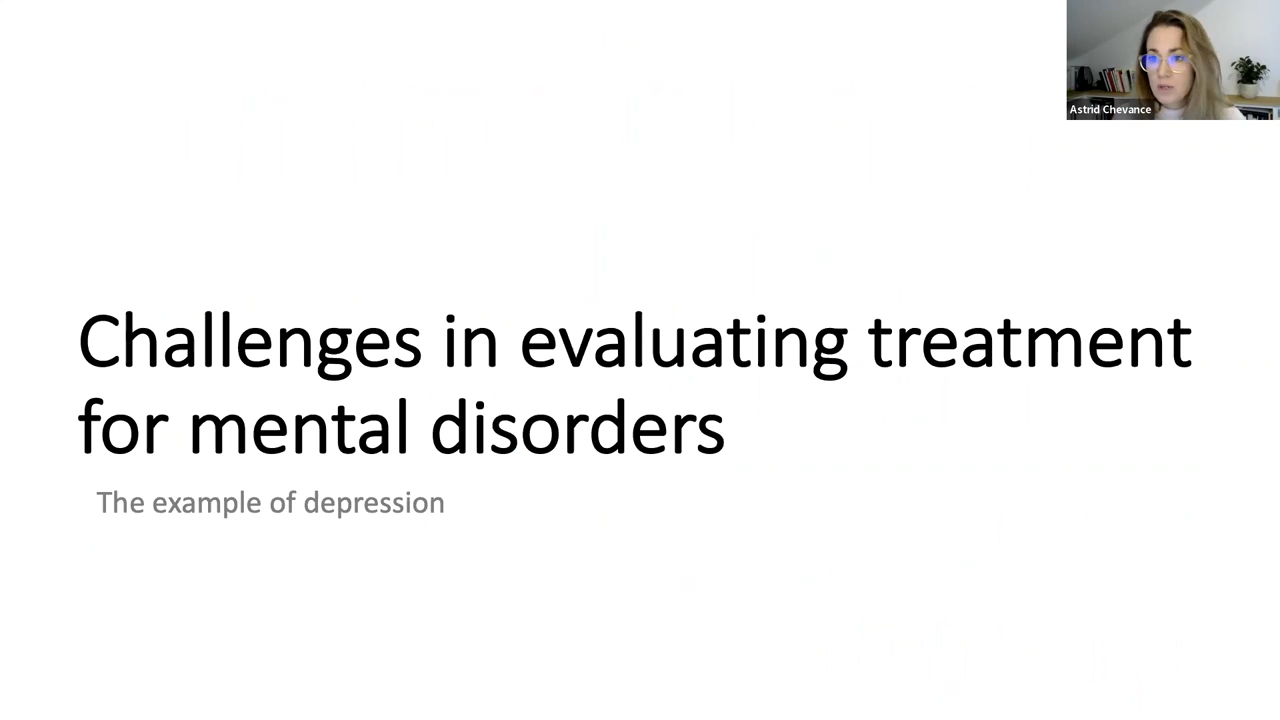 Astrid Chevance
Challenges in evaluating treatment
for mental disorders
The example of depression